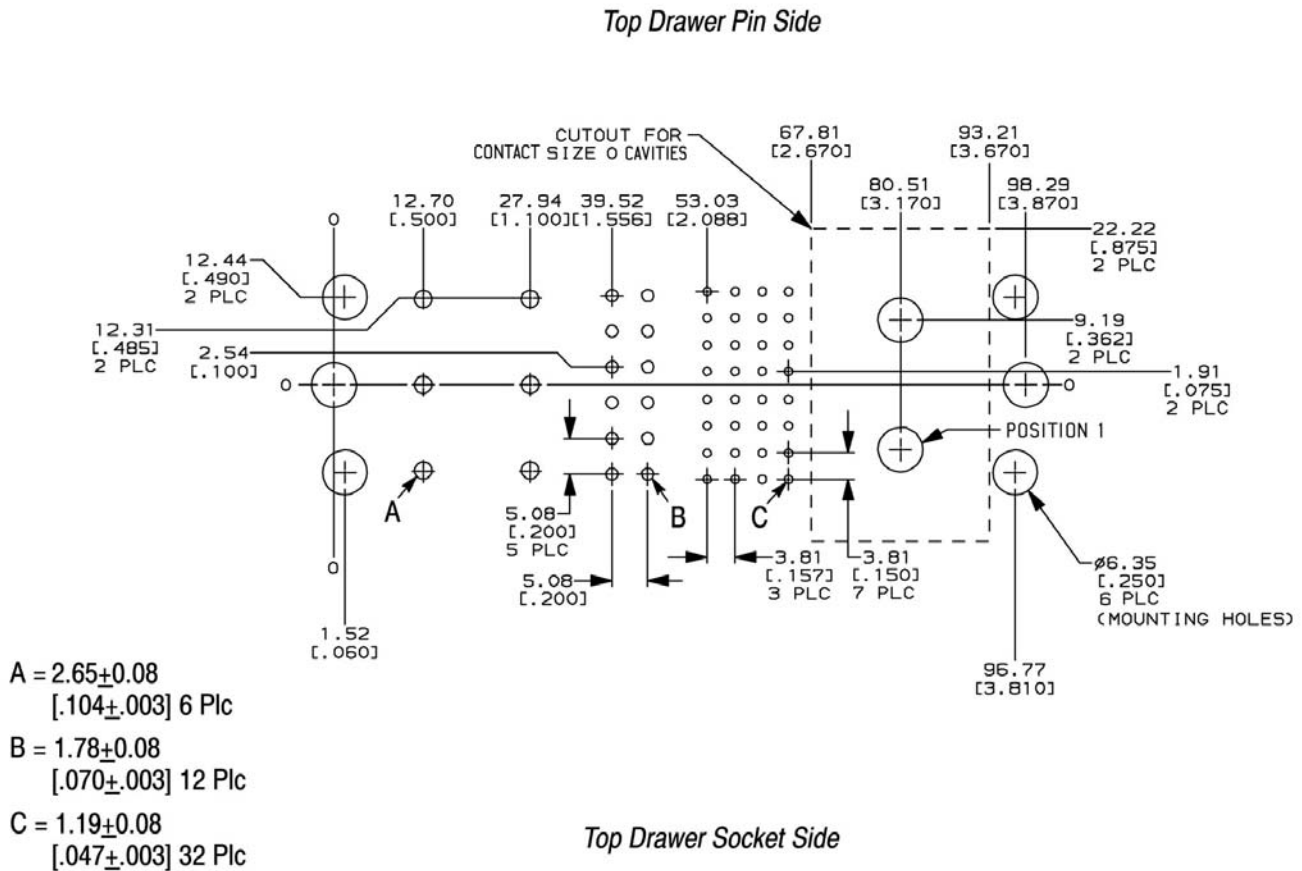 Top Drawer Pin Side
CUTOUT FOR
CONTACT SIZE 0 CAVITIES
67.81
[2.670]
93.21
[3.670]
80.51
[3.170]
98.29
[3.870]
0
12.70
[.500]
27.94
[1.100]
39.52
[1.556]
53.03
[2.088]
22.22
[.875]
2 PLC
12.44
[.490]
2 PLC
12.31
[.485]
2 PLC
2.54
[.100]
9.19
[.362]
2 PLC
0
0
1.91
[.075]
2 PLC
POSITION 1
A
B
C
5.08
[.200]
5 PLC
5.08
[.200]
3.81
[.157]
3 PLC
3.81
[.150]
7 PLC
0
ø6.35
[.250]
6 PLC
(MOUNTING HOLES)
1.52
[.060]
96.77
[3.810]
A = 2.65±0.08
[.104±.003] 6 Plc
B = 1.78±0.08
[.070±.003] 12 Plc
C = 1.19±0.08
[.047±.003] 32 Plc
Top Drawer Socket Side